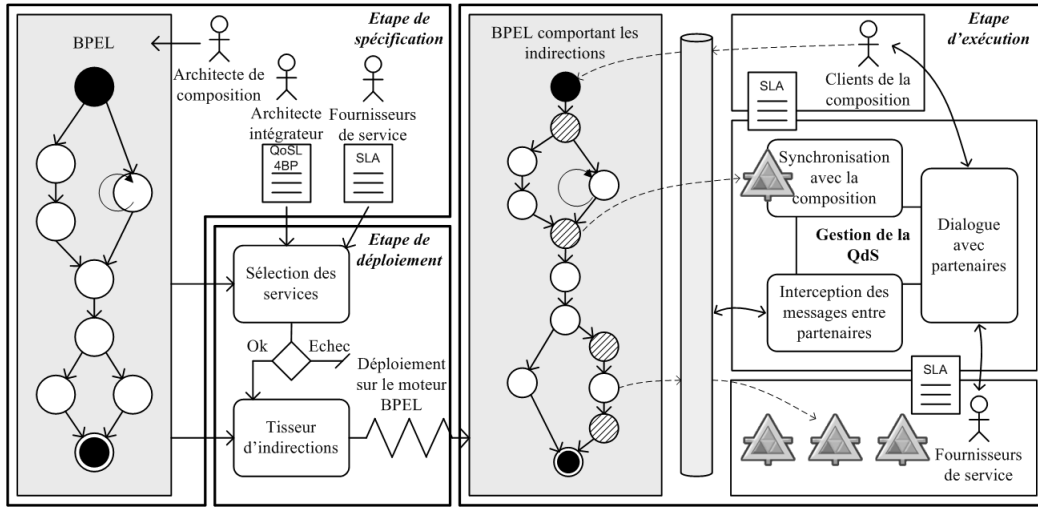 BPEL
Architecte de
composition
Etape de
spécification
Architecte
intégrateur
QoSL
4BP
Fournisseurs
de service
SLA
Etape de
déploiement
Sélection des
services
Ok
Echec
Tisseur
d'indirections
Déploiement
sur le moteur
BPEL
BPEL comportant les
indirections
Etape
d'exécution
Clients de la
composition
SLA
Synchronisation
avec la
composition
Gestion de la
QdS
Interception des
messages entre
partenaires
Dialogue
avec
partenaires
SLA
Fournisseurs
de service